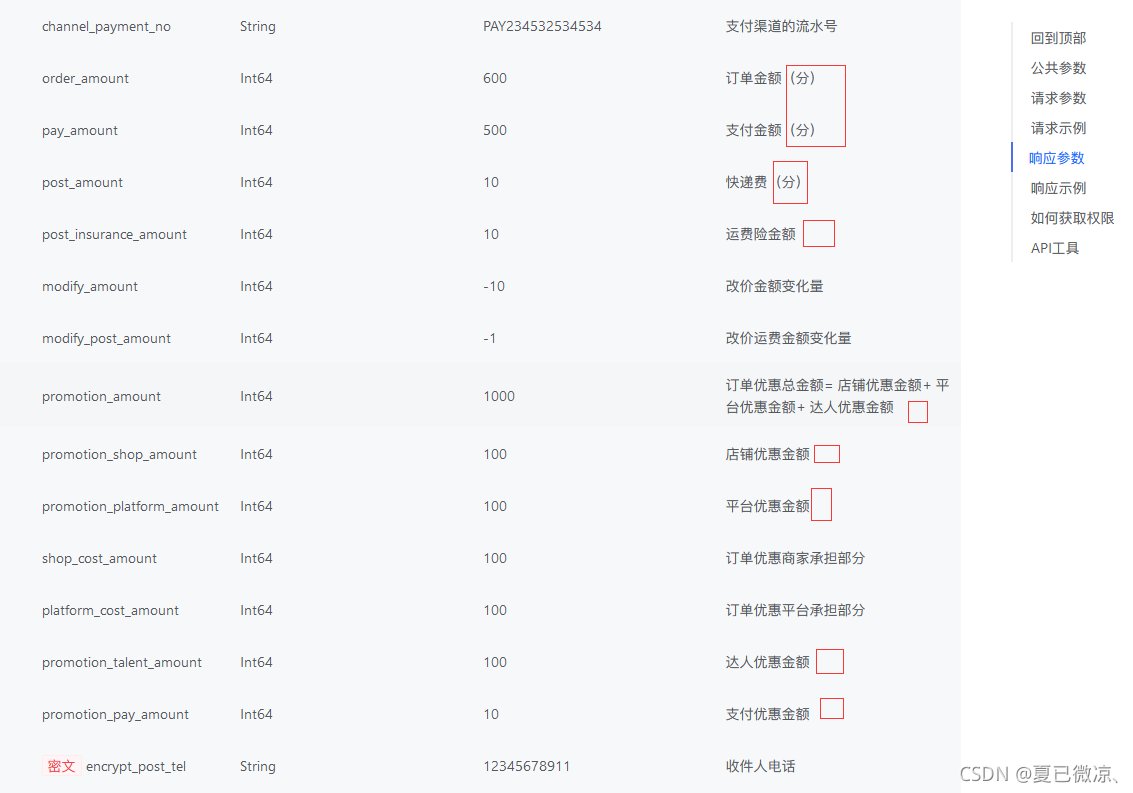 channel_payment_no String PAY234532534534 支付渠道的流水号
order_amount Int64 600 订单金额 (分)
pay_amount Int64 500 支付金额 (分)
post_amount Int64 10 快递费 (分)
post_insurance_amount Int64 10 运费险金额
modify_amount Int64 -10 改价金额变化量
modify_post_amount Int64 -1 改价运费金额变化量
promotion_amount Int64 1000 订单优惠总金额= 店铺优惠金额+ 平
台优惠金额+ 达人优惠金额
promotion_shop_amount Int64 100 店铺优惠金额
promotion_platform_amount Int64 100 平台优惠金额
shop_cost_amount Int64 100 订单优惠商家承担部分
platform_cost_amount Int64 100 订单优惠平台承担部分
promotion_talent_amount Int64 100 达人优惠金额
promotion_pay_amount Int64 10 支付优惠金额
密文 encrypt_post_tel String 12345678911 收件人电话
回到顶部
公共参数
请求参数
请求示例
响应参数
响应示例
如何获取权限
API工具
CSDN @夏已微凉、